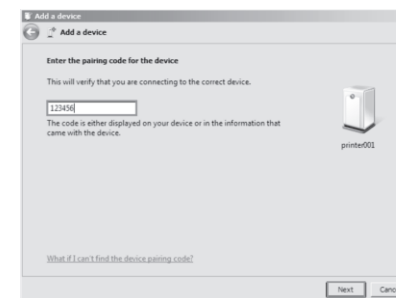 Add a device
Add a device
Enter the pairing code for the device
This will verify that you are connecting to the correct device.
123456
The code is either displayed on your device or in the information that
came with the device.
printer001
What if I can't find the device pairing code?
Next Canc